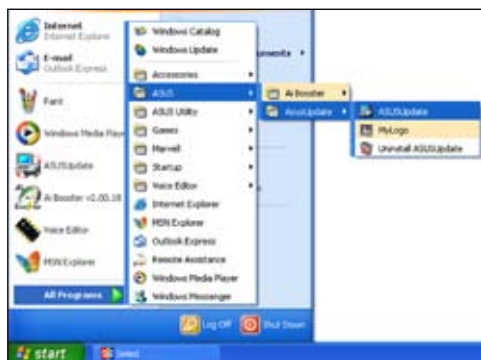 Internet
Internet Explorer
E-mail
Outlook Express
Paint
Windows Media Play
ASUSUpdate
Ai Booster v2.00.18
Voice Editor
MSN Explorer
All Programs
Windows Catalog
Windows Update
Accessories
ASUS
ASUS Utility
Games
Marvell
Startup
Voice Editor
Internet Explorer
MSN Explorer
Outlook Express
Remote Assistance
Windows Media Player
Windows Messenger
ocuments
Ai Booster
AsusUpdate
ASUSUpdate
MyLogo
Uninstall ASUSUpdate
Log Off
Shut Down
start